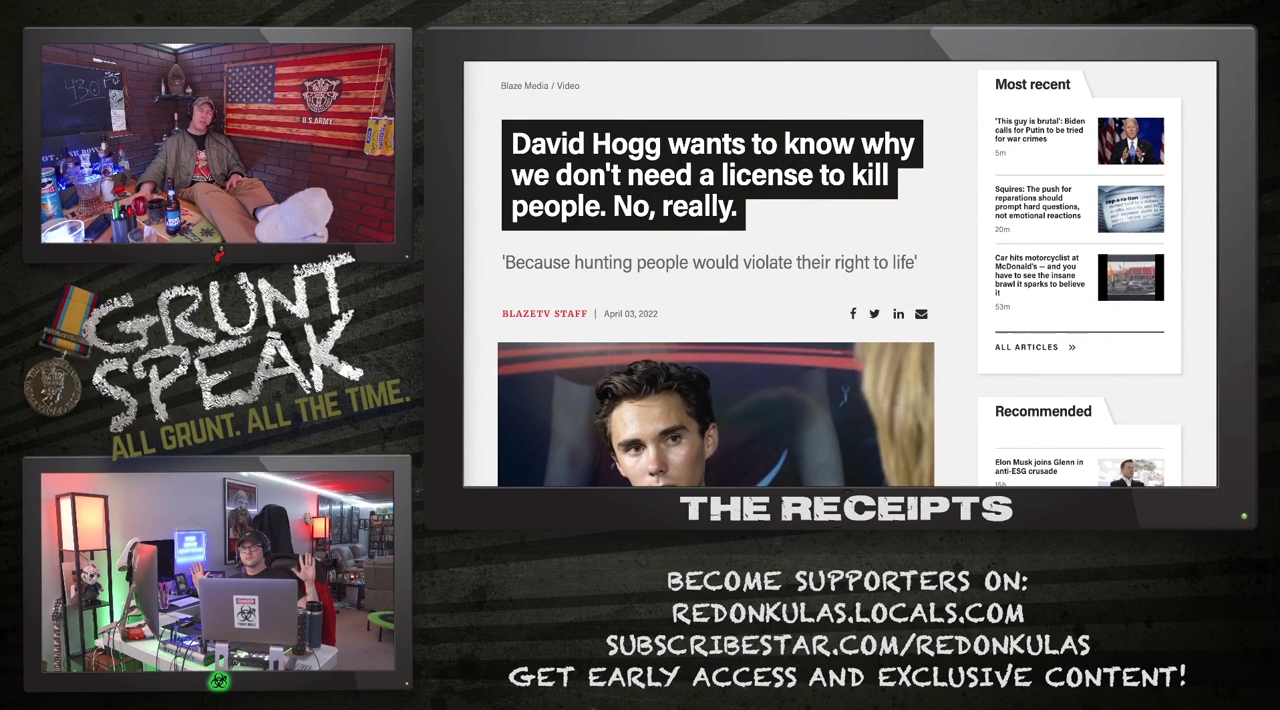 U.S.ARMY
GRUNT
SPEAK
ALL GRUNT. ALL THE TIME.
Blaze Media / Video
David Hogg wants to know why
we don't need a license to kill
people. No, really.
'Because hunting people would violate their right to life'
BLAZETV STAFF | April 03, 2022
Most recent
'This guy is brutal': Biden
calls for Putin to be tried
for war crimes
5m
Squires: The push for
reparations should
prompt hard questions,
not emotional reactions
20m
Car hits motorcyclist at
McDonald's — and you
have to see the insane
brawl it sparks to believe
it
53m
ALL ARTICLES »
Recommended
Elon Musk joins Glenn in
anti-ESG crusade
15h
THE RECEIPTS
BECOME SUPPORTERS ON:
REDONKULAS.LOCALS.COM
SUBSCRIBESTAR.COM/REDONKULAS
GET EARLY ACCESS AND EXCLUSIVE CONTENT!